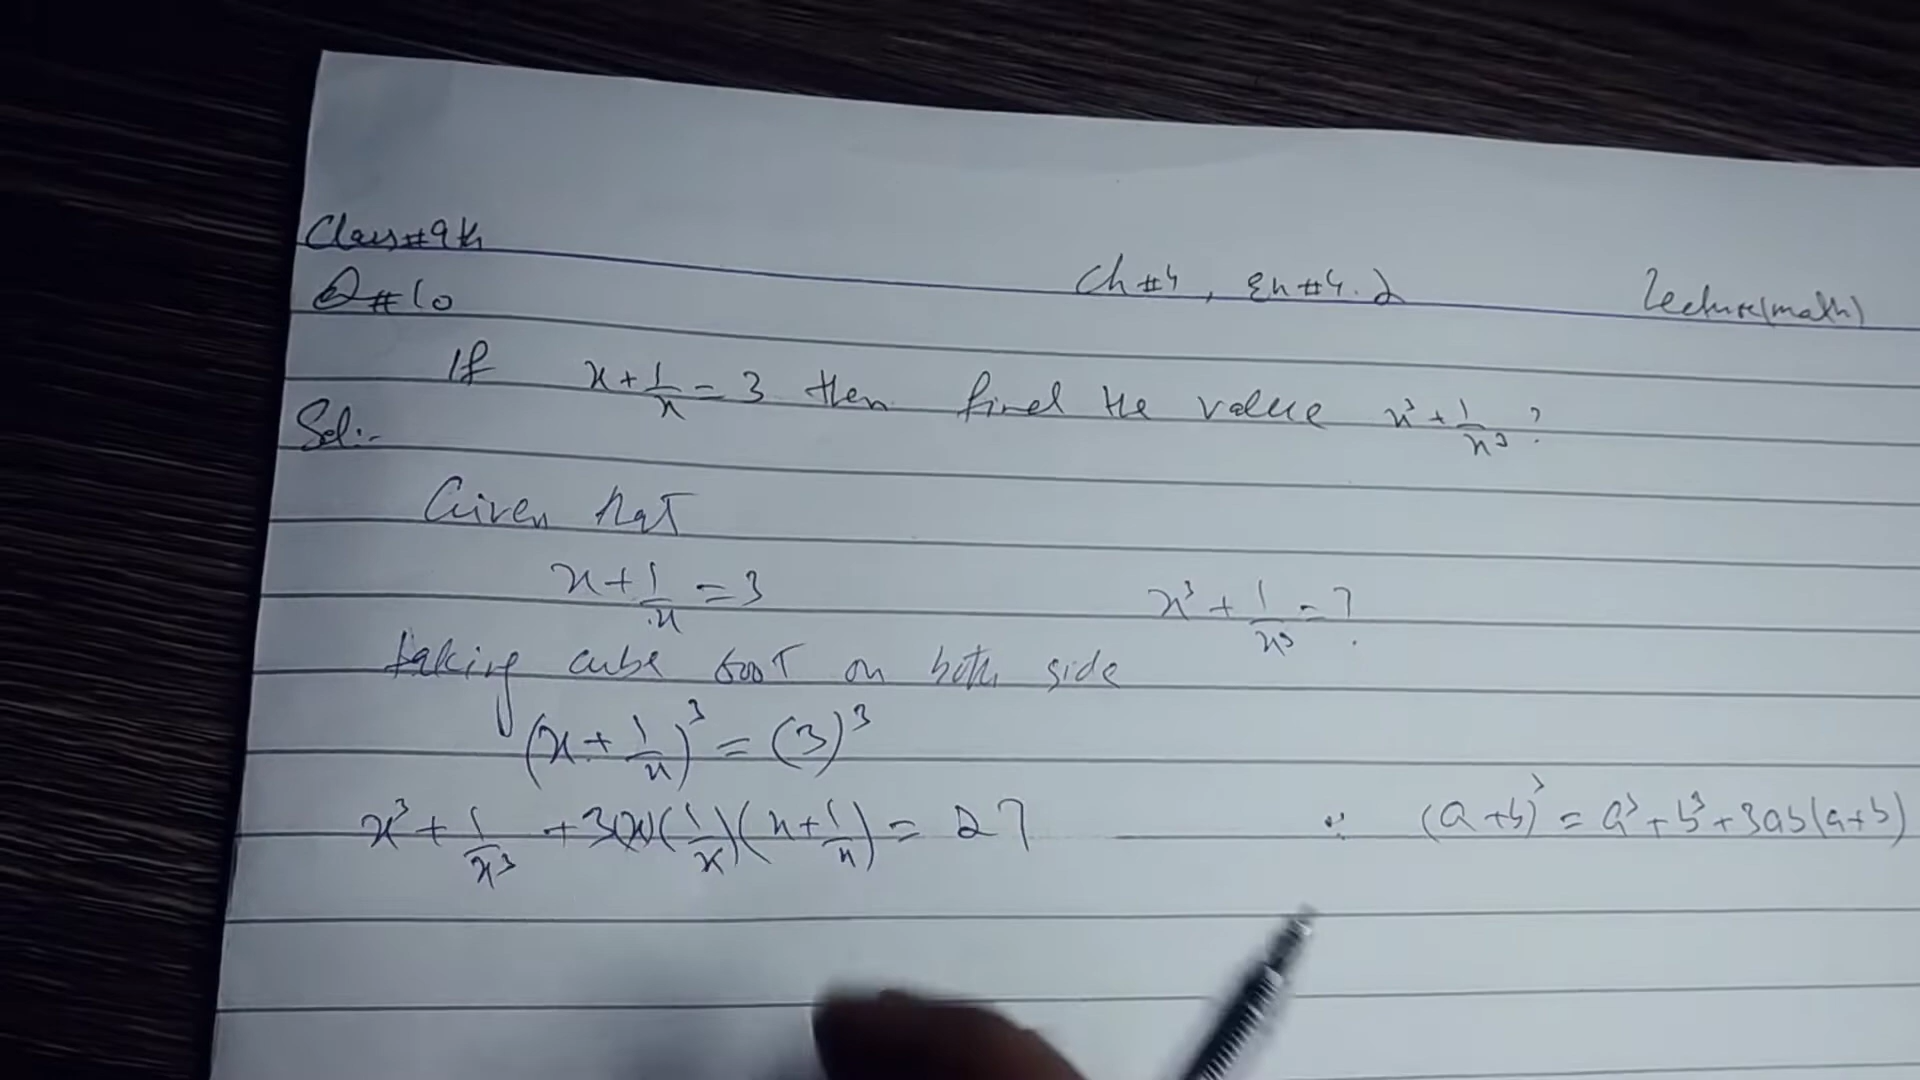 Class#9th
Ch#4, Ex#4.2 Lecture(math)
Q#10
If x+1/x=3 then find the value x³+1/x³?
Sol:-
Given that
x+1/x=3 x³+1/x³=?
taking cube root on both side
(x+1/x)³=(3)³
x³+1/x³+3(x)(1/x)(x+1/x)=27 ∵ (a+b)³=a³+b³+3ab(a+b)